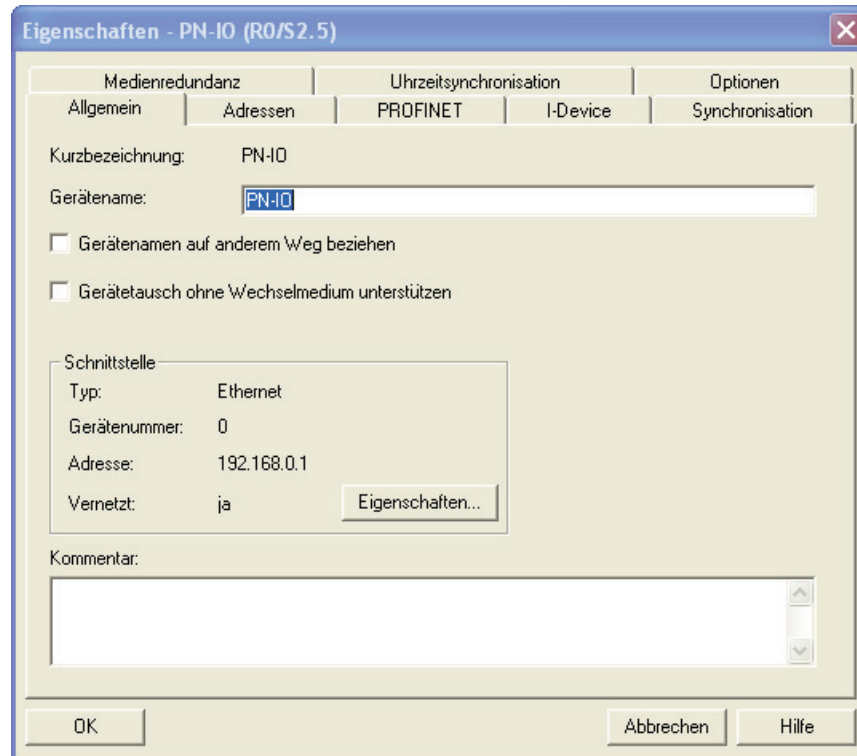 Eigenschaften - PN-IO (R0/S2.5)
Medienredundanz Uhrzeitsynchronisation Optionen
Allgemein Adressen PROFINET I-Device Synchronisation
Kurzbezeichnung: PN-IO
Gerätename: PN-IO
Gerätenamen auf anderem Weg beziehen
Gerätetausch ohne Wechselmedium unterstützen
Schnittstelle
Typ: Ethernet
Gerätenummer: 0
Adresse: 192.168.0.1
Vernetzt: ja Eigenschaften...
Kommentar:
OK Abbrechen Hilfe